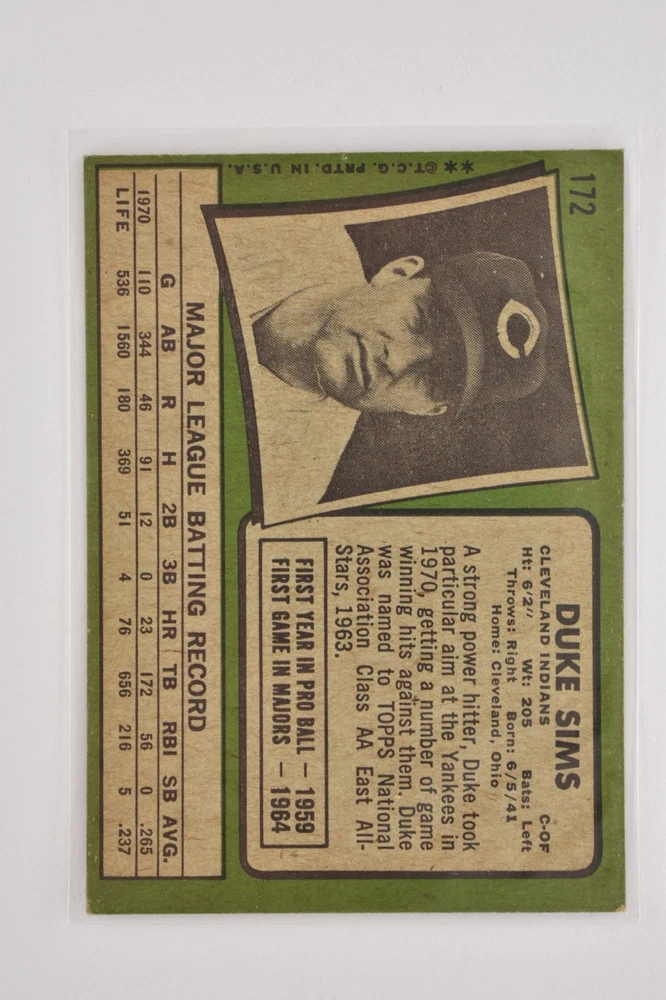 172
DUKE SIMS
CLEVELAND INDIANS C-OF
Ht: 6'2" Wt: 205 Bats: Left
Throws: Right Born: 6/5/41
Home: Cleveland, Ohio
A strong power hitter, Duke took
particular aim at the Yankees in
1970, getting a number of game
winning hits against them. Duke
was named to TOPPS National
Association Class AA East All-
Stars, 1963.
FIRST YEAR IN PRO BALL — 1959
FIRST GAME IN MAJORS — 1964
C
MAJOR LEAGUE BATTING RECORD
G AB R H 2B 3B HR TB RBI SB AVG.
1970 110 344 46 91 12 0 23 172 56 0 .265
LIFE 536 1560 180 369 51 4 76 656 216 5 .237
**©T.C.G. PRTD. IN U.S.A.